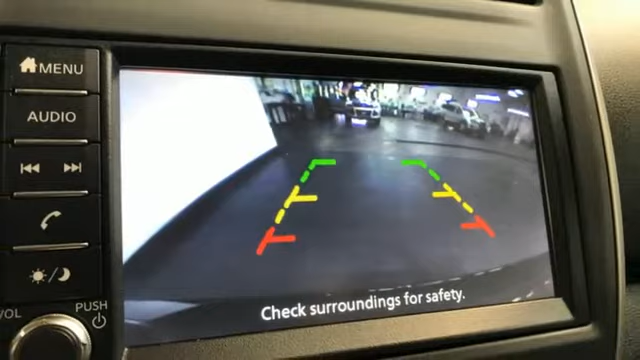 MENU
AUDIO
VOL
PUSH
Check surroundings for safety.